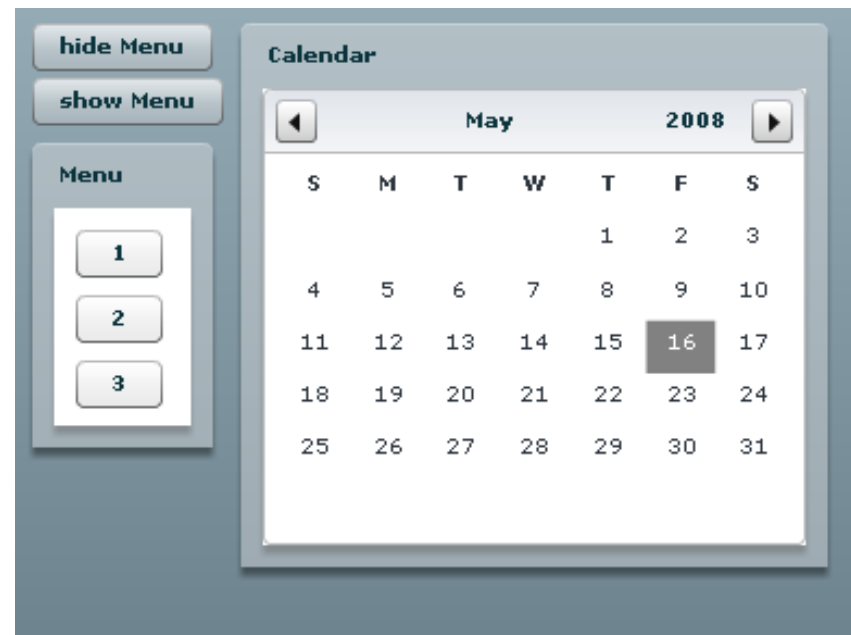 hide Menu
show Menu
Menu
1
2
3
Calendar
May 2008
S M T W T F S
1 2 3
4 5 6 7 8 9 10
11 12 13 14 15 16 17
18 19 20 21 22 23 24
25 26 27 28 29 30 31